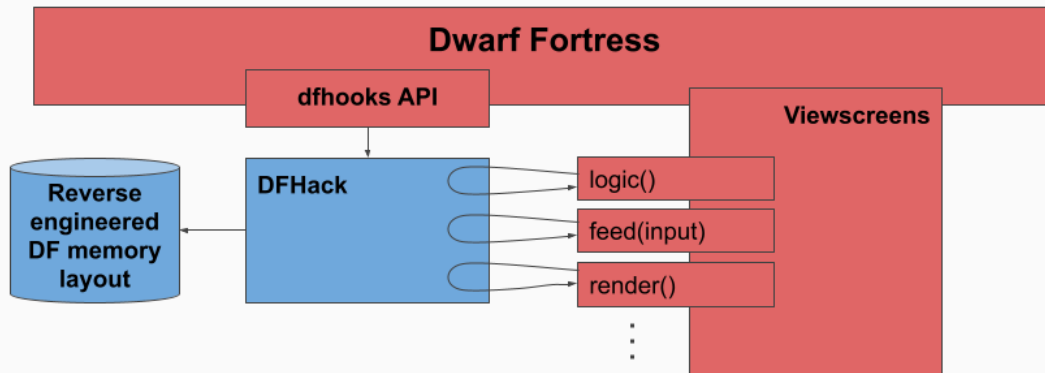 Dwarf Fortress
dfhooks API
Viewscreens
Reverse
engineered
DF memory
layout
DFHack
logic()
feed(input)
render()